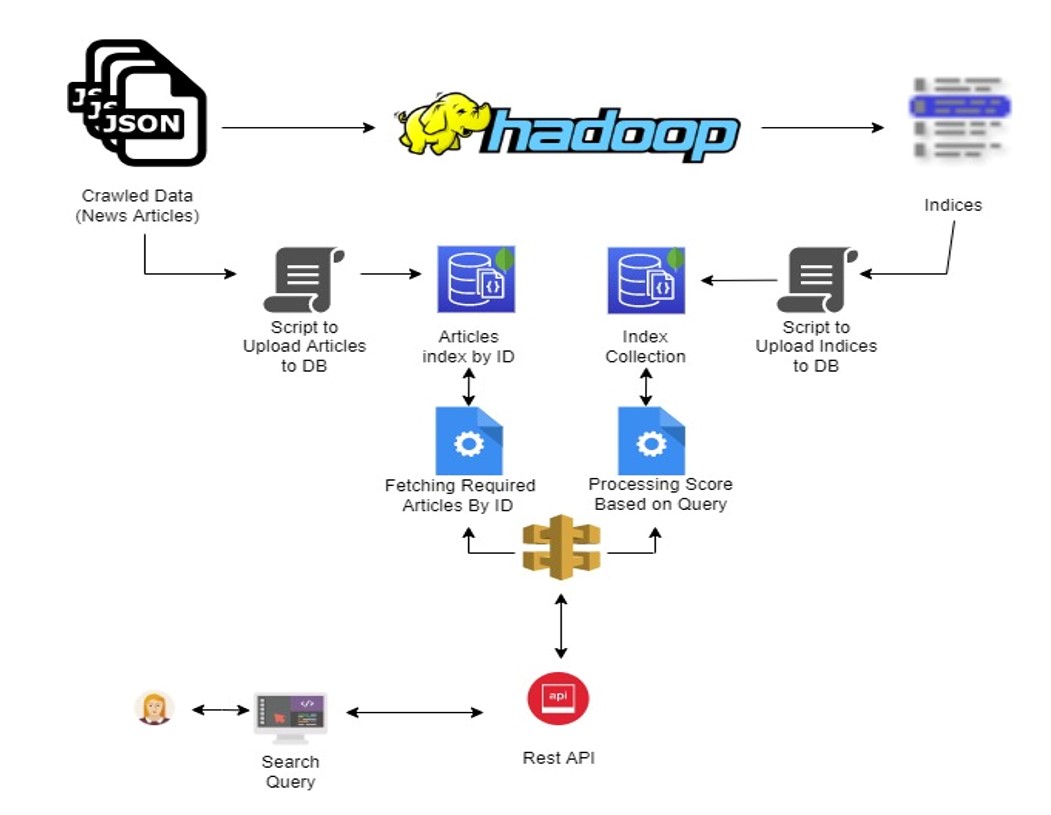 JS
JS
JSON
hadoop
Crawled Data
(News Articles)
Indices
Script to
Upload Articles
to DB
Articles
index by ID
Index
Collection
Script to
Upload Indices
to DB
Fetching Required
Articles By ID
Processing Score
Based on Query
api
Rest API
Search
Query